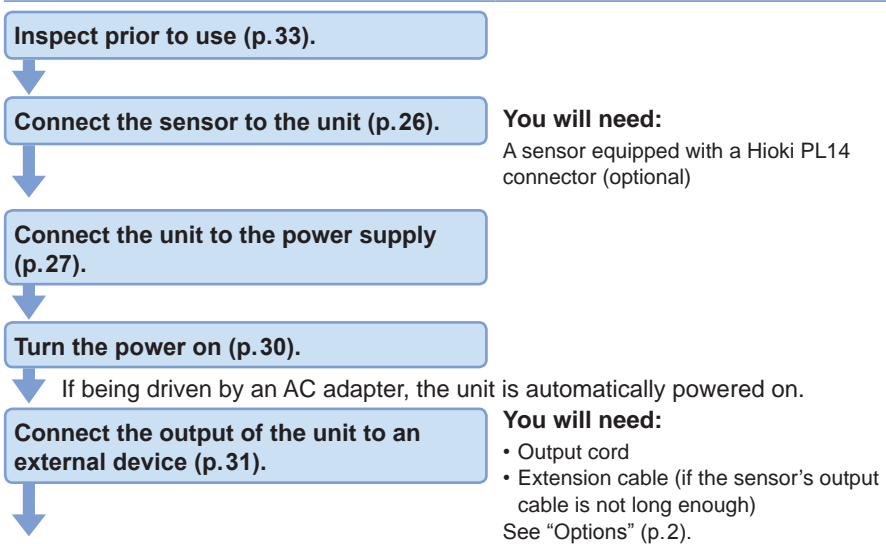 Inspect prior to use (p.33).
Connect the sensor to the unit (p.26).
You will need:
A sensor equipped with a Hioki PL14
connector (optional)
Connect the unit to the power supply
(p.27).
Turn the power on (p.30).
If being driven by an AC adapter, the unit is automatically powered on.
Connect the output of the unit to an
external device (p.31).
You will need:
• Output cord
• Extension cable (if the sensor's output
cable is not long enough)
See “Options” (p.2).